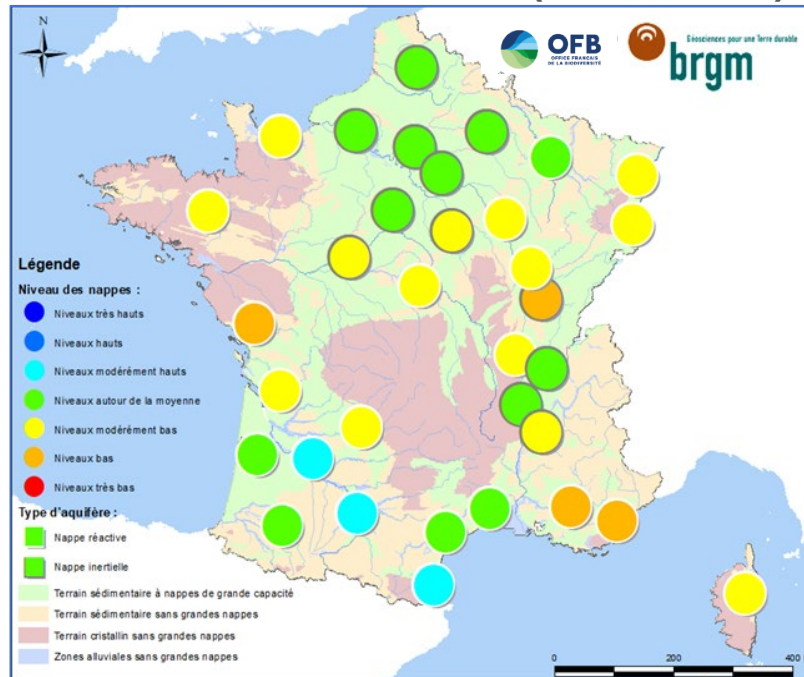 N
OFB
OFFICE FRANÇAIS
DE LA BIODIVERSITÉ
Géosciences pour une Terre durable
brgm
Légende
Niveau des nappes :
Niveaux très hauts
Niveaux hauts
Niveaux modérément hauts
Niveaux autour de la moyenne
Niveaux modérément bas
Niveaux bas
Niveaux très bas
Type d'aquifère :
Nappe réactive
Nappe inertielle
Terrain sédimentaire à nappes de grande capacité
Terrain sédimentaire sans grandes nappes
Terrain cristallin sans grandes nappes
Zones alluviales sans grandes nappes
0 200 400